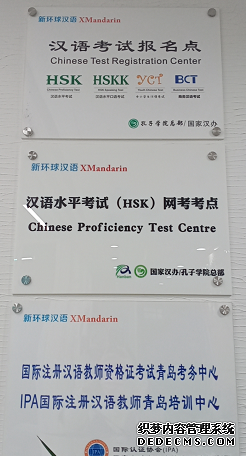 新环球汉语 XMandarin
汉语考试报名点
Chinese Test Registration Center
HSK HSKK YCT BCT
汉语水平考试 汉语水平口语考试 中小学生汉语考试 商务汉语考试
孔子学院总部/国家汉办
新环球汉语 XMandarin
汉语水平考试（HSK）网考考点
Chinese Proficiency Test Centre
国家汉办/孔子学院总部
新环球汉语 XMandarin
国际注册汉语教师资格证考试青岛考务中心
IPA国际注册汉语教师青岛培训中心
IPA 国际认证协会(IPA)
织梦内容管理系统
DEDECMS.COM